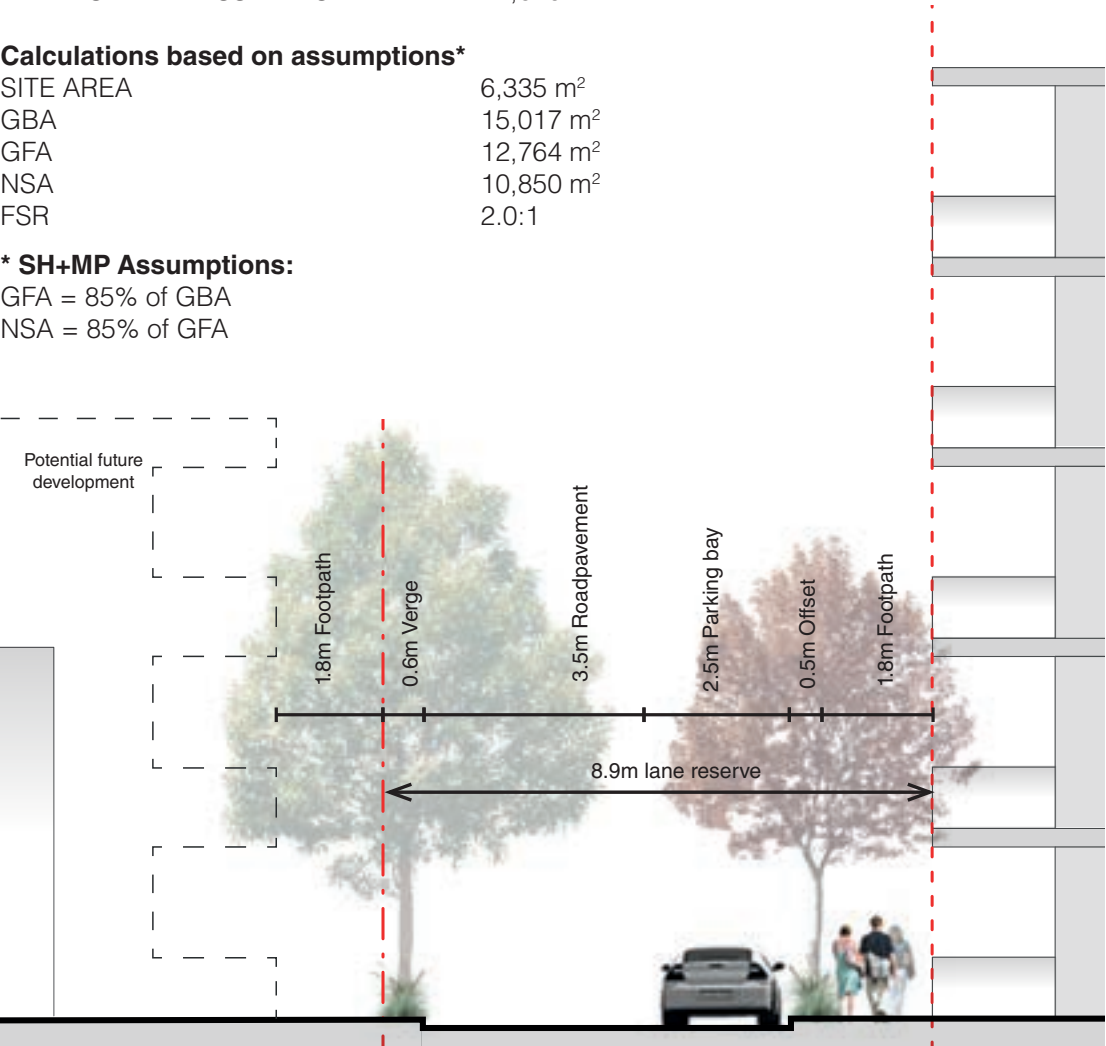 Calculations based on assumptions*
SITE AREA 6,335 m²
GBA 15,017 m²
GFA 12,764 m²
NSA 10,850 m²
FSR 2.0:1
* SH+MP Assumptions:
GFA = 85% of GBA
NSA = 85% of GFA
Potential future
development
1.8m Footpath
0.6m Verge
3.5m Roadpavement
2.5m Parking bay
0.5m Offset
1.8m Footpath
8.9m lane reserve